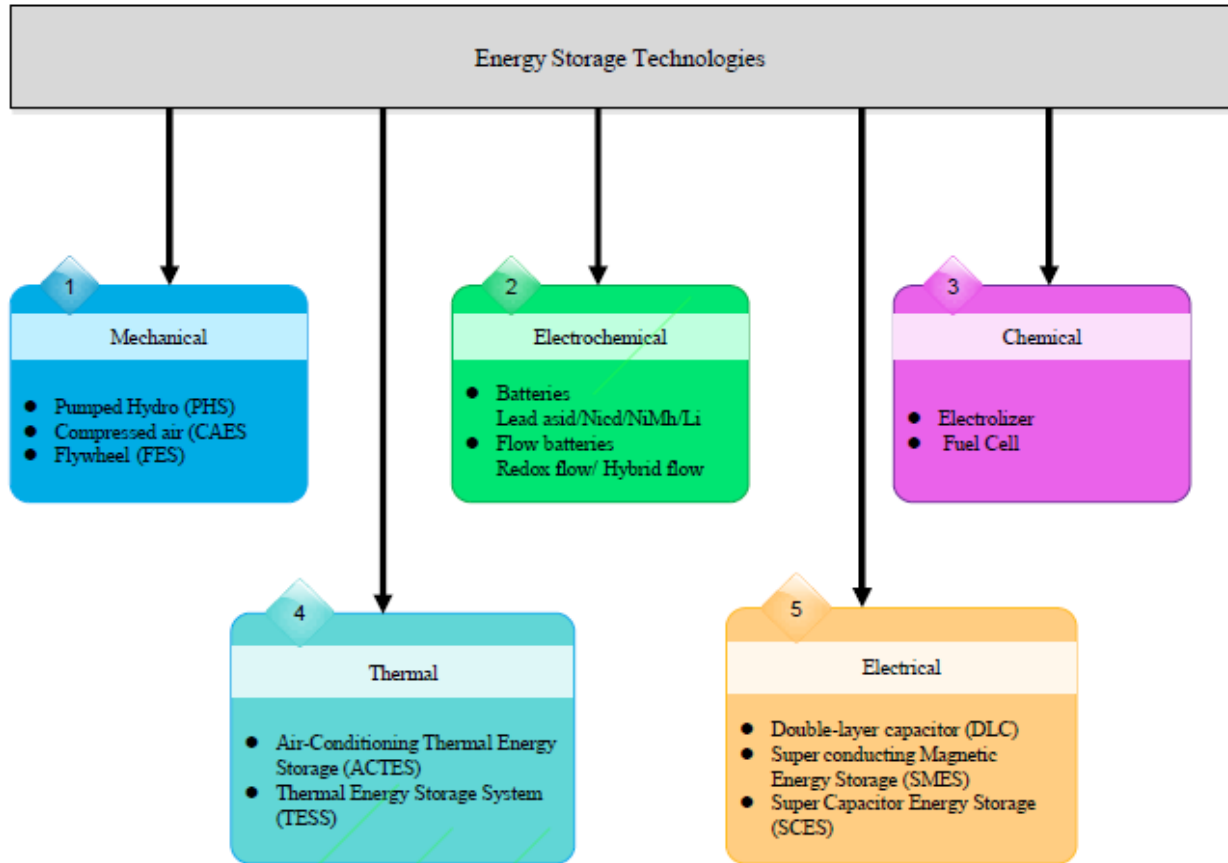 Energy Storage Technologies
1
Mechanical
● Pumped Hydro (PHS)
● Compressed air (CAES
● Flywheel (FES)
2
Electrochemical
● Batteries
Lead asid/Nicd/NiMh/Li
● Flow batteries
Redox flow/ Hybrid flow
3
Chemical
● Electrolizer
● Fuel Cell
4
Thermal
● Air-Conditioning Thermal Energy
Storage (ACTES)
● Thermal Energy Storage System
(TESS)
5
Electrical
● Double-layer capacitor (DLC)
● Super conducting Magnetic
Energy Storage (SMES)
● Super Capacitor Energy Storage
(SCES)